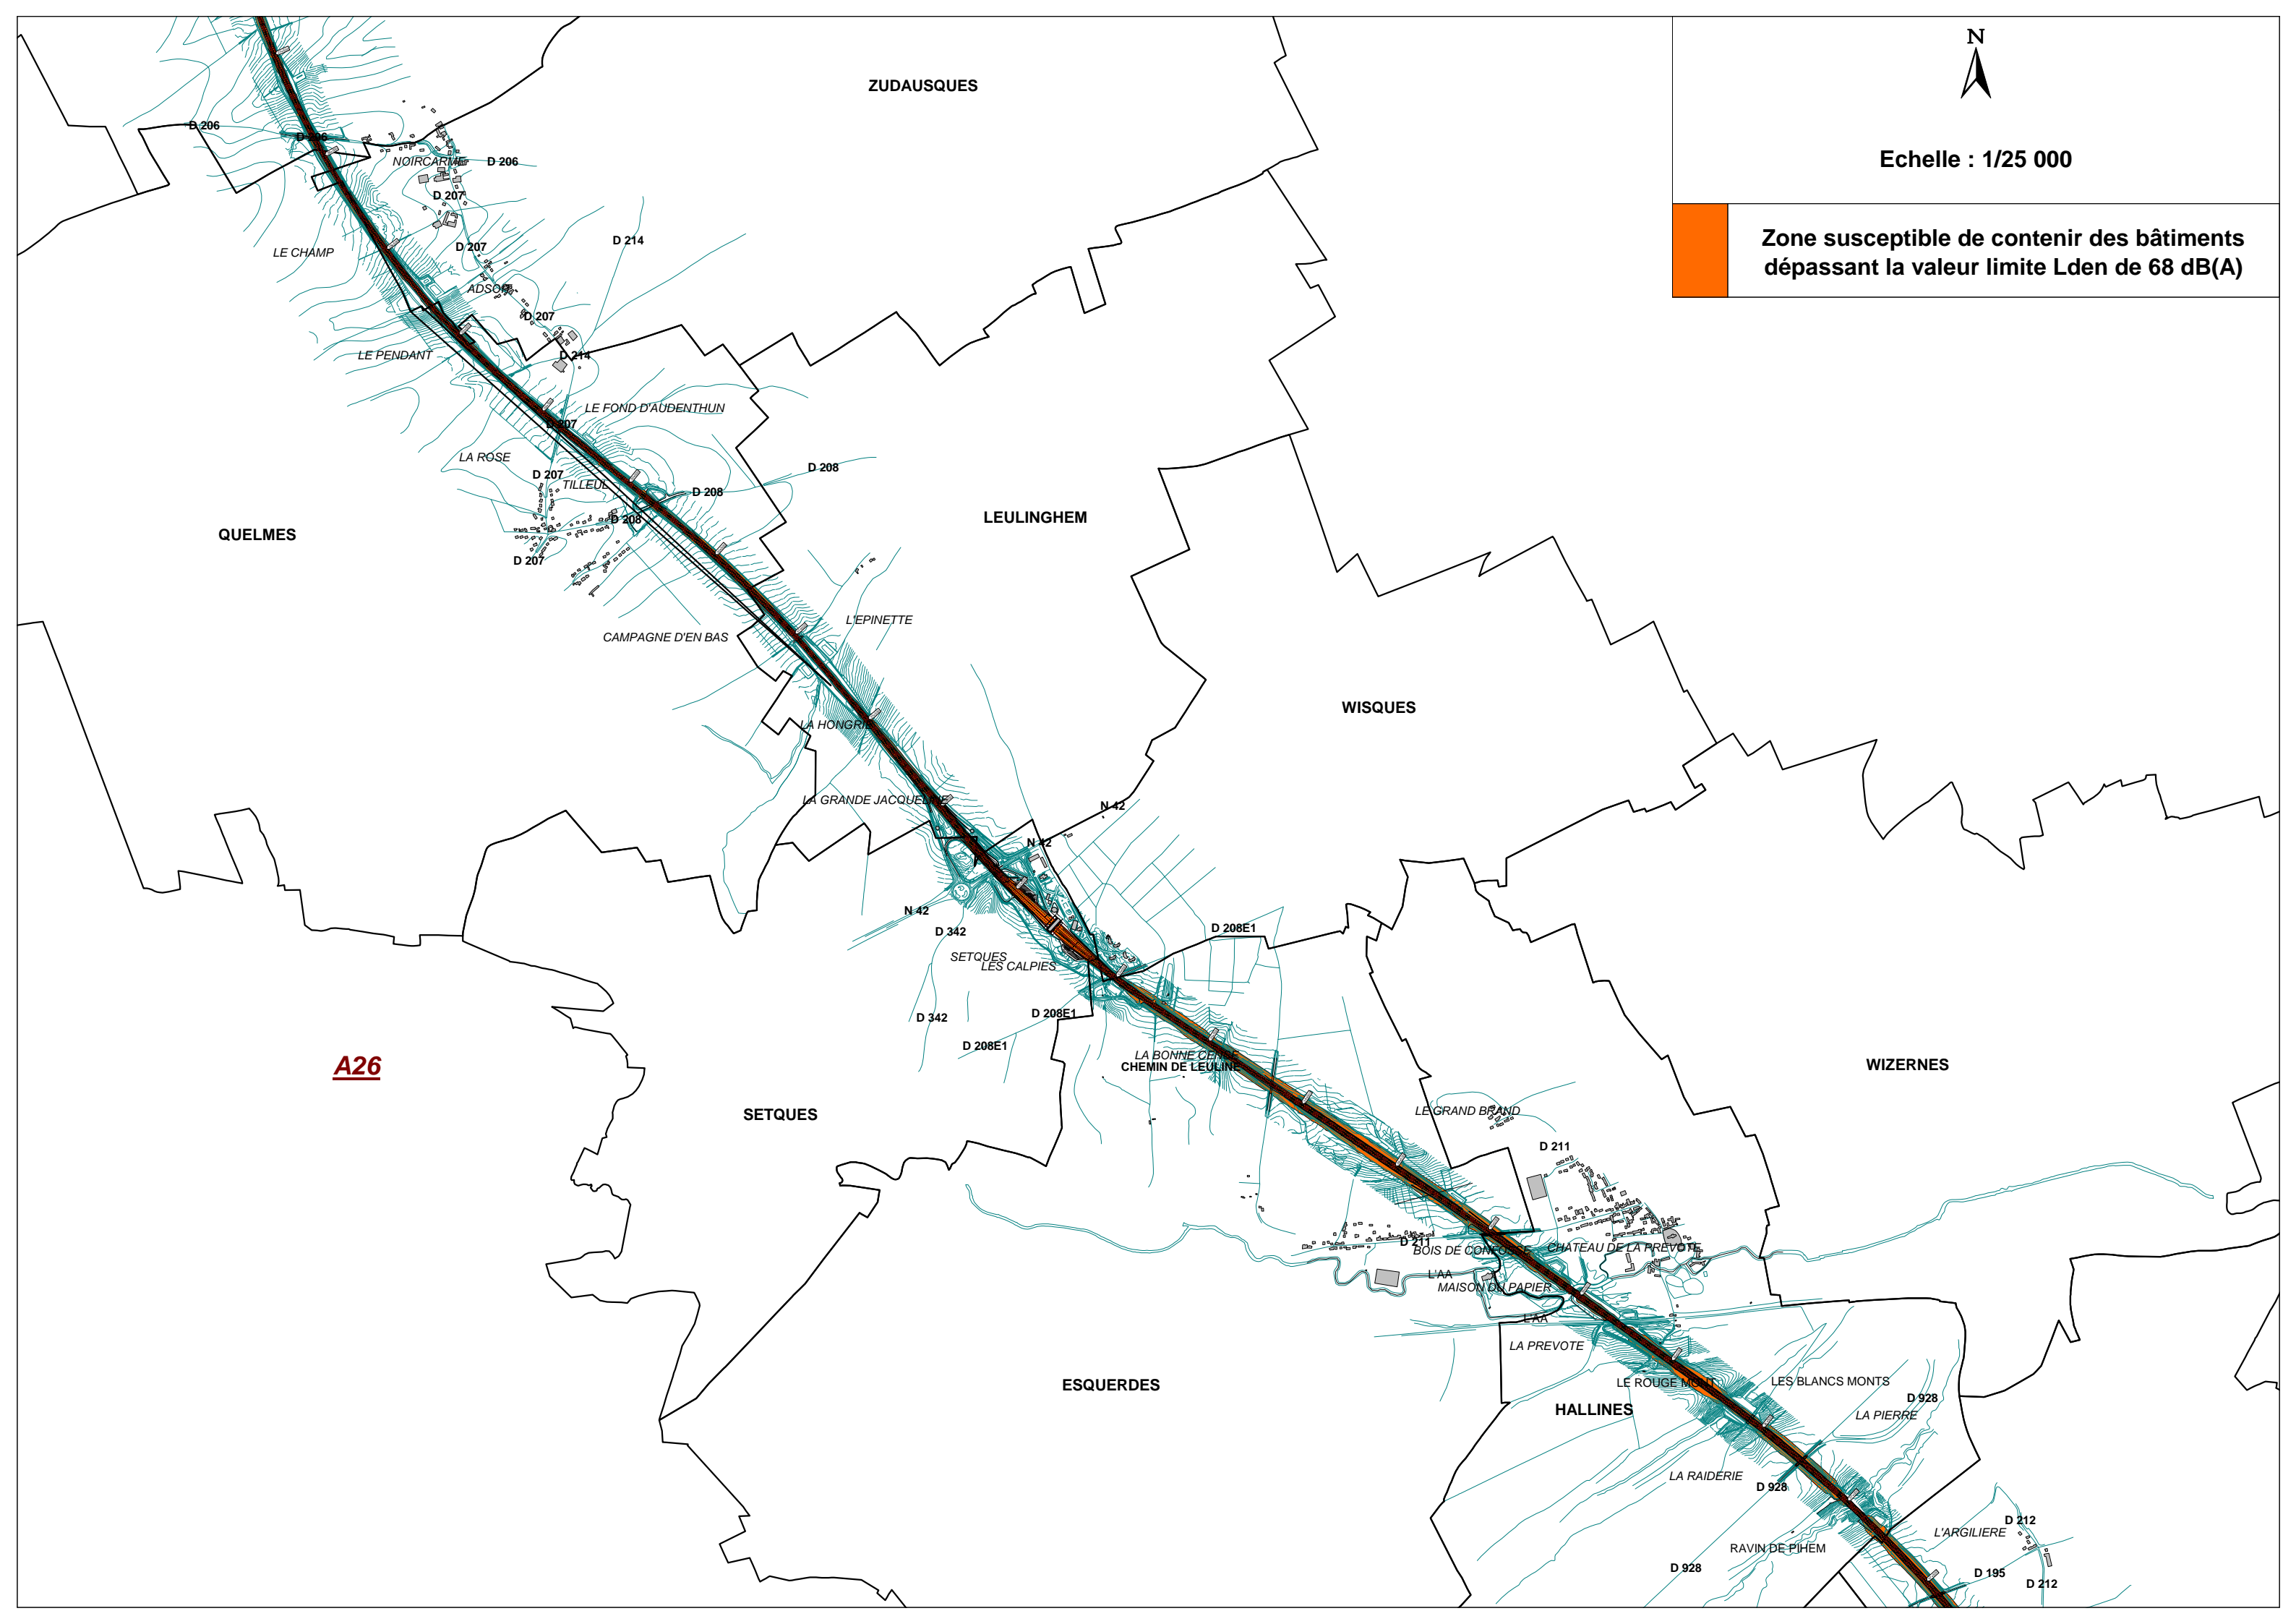 N
Echelle : 1/25 000
Zone susceptible de contenir des bâtiments
dépassant la valeur limite Lden de 68 dB(A)
ZUDAUSQUES
D 206
D 206
NOIRCARME
D 206
D 207
LE CHAMP
D 207
D 214
ADSOIT
D 207
LE PENDANT
D 214
LE FOND D'AUDENTHUN
D 207
LA ROSE
D 207
TILLEUL
D 208
D 208
D 208
D 207
QUELMES
LEULINGHEM
L'EPINETTE
CAMPAGNE D'EN BAS
WISQUES
LA HONGRIE
LA GRANDE JACQUELINE
N 42
N 42
N 42
D 342
D 208E1
SETQUES
LES CALPIES
D 342
D 208E1
D 208E1
LA BONNE CENSE
CHEMIN DE LEULINE
A26
SETQUES
WIZERNES
LE GRAND BRAND
D 211
D 211
BOIS DE CONFOSSE
CHATEAU DE LA PREVOTE
L'AA
MAISON DU PAPIER
L'AA
LA PREVOTE
ESQUERDES
LE ROUGE MONT
LES BLANCS MONTS
HALLINES
D 928
LA PIERRE
LA RAIDERIE
D 928
D 212
L'ARGILIERE
RAVIN DE PIHEM
D 928
D 195
D 212